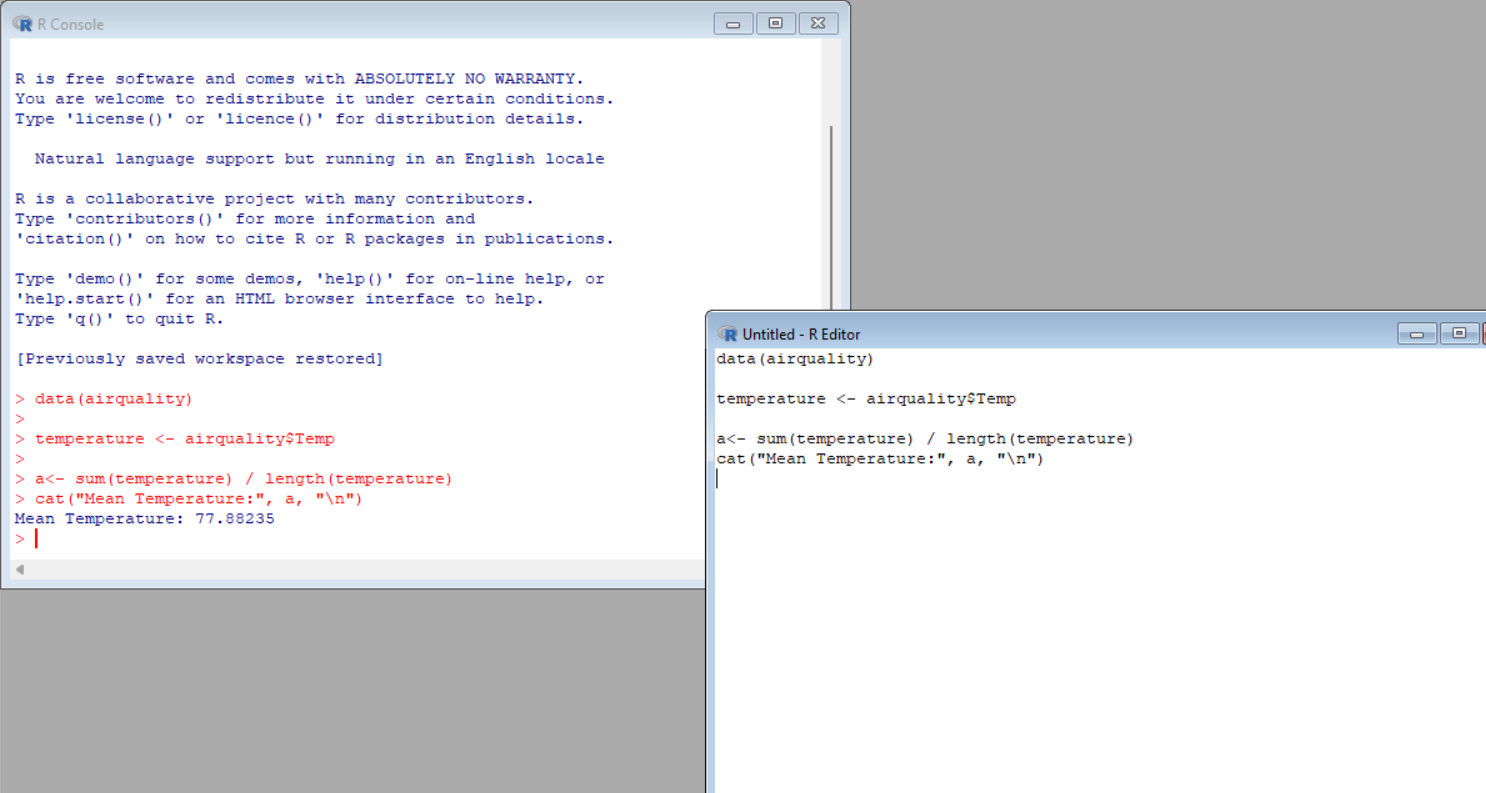 R Console
R is free software and comes with ABSOLUTELY NO WARRANTY.
You are welcome to redistribute it under certain conditions.
Type 'license()' or 'licence()' for distribution details.
Natural language support but running in an English locale
R is a collaborative project with many contributors.
Type 'contributors()' for more information and
'citation()' on how to cite R or R packages in publications.
Type 'demo()' for some demos, 'help()' for on-line help, or
'help.start()' for an HTML browser interface to help.
Type 'q()' to quit R.
[Previously saved workspace restored]
> data(airquality)
>
> temperature <- airquality$Temp
>
> a<- sum(temperature) / length(temperature)
> cat("Mean Temperature:", a, "\n")
Mean Temperature: 77.88235
>
Untitled - R Editor
data(airquality)
temperature <- airquality$Temp
a<- sum(temperature) / length(temperature)
cat("Mean Temperature:", a, "\n")